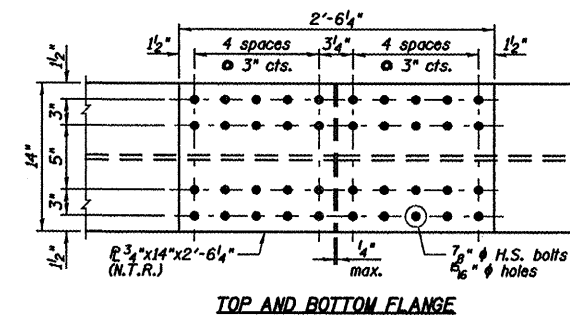 2'-6¼"
1½" 4 spaces 3¼" 4 spaces 1½"
@ 3" cts. @ 3" cts.
1½"
3"
14" 5"
3"
1½"
℄ ¾"x14"x2'-6¼"
(N.T.R.)
¼"
max.
⅞" ϕ H.S. bolts
15/16" ϕ holes
TOP AND BOTTOM FLANGE